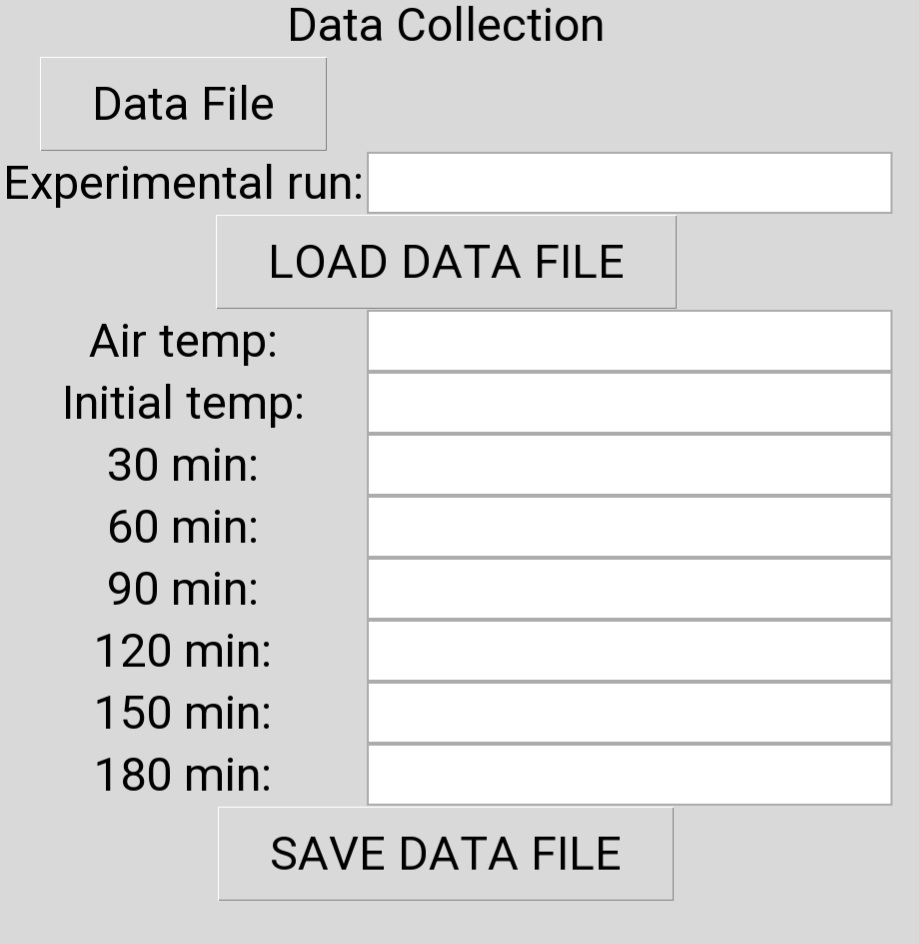 Data Collection
Data File
Experimental run:
LOAD DATA FILE
Air temp:
Initial temp:
30 min:
60 min:
90 min:
120 min:
150 min:
180 min:
SAVE DATA FILE